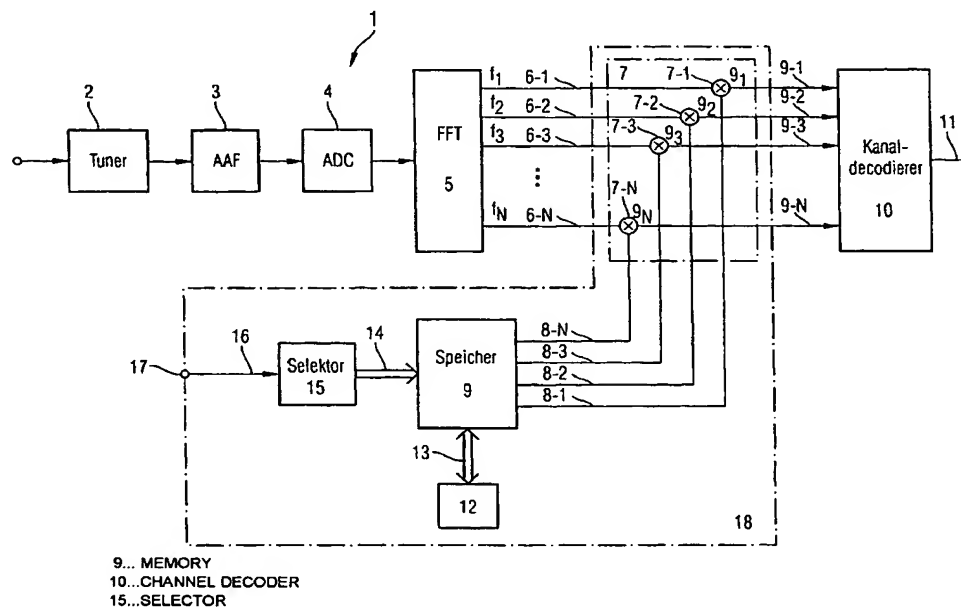 1
2
3
4
Tuner
AAF
ADC
FFT
5
f1
6-1
7
7-1
91
9-1
f2
6-2
7-2
92
9-2
f3
6-3
7-3
93
9-3
fN
6-N
7-N
9N
9-N
Kanal-
decodierer
10
11
17
16
Selektor
15
14
Speicher
9
8-N
8-3
8-2
8-1
13
12
18
9... MEMORY
10...CHANNEL DECODER
15...SELECTOR